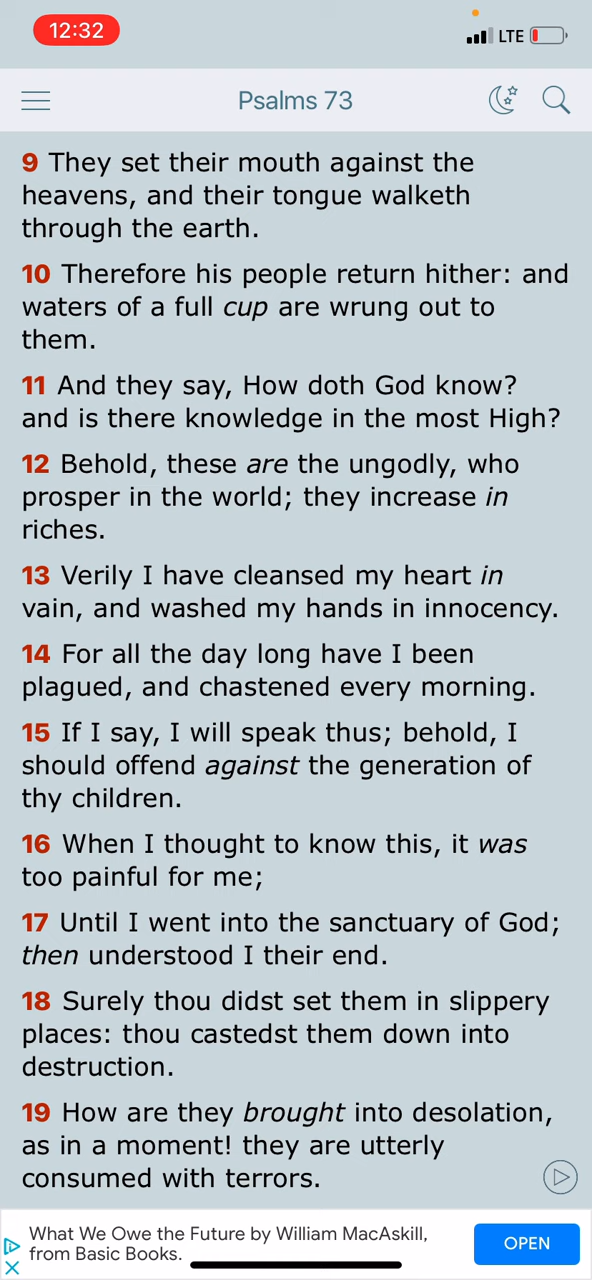 12:32
LTE
Psalms 73
9 They set their mouth against the
heavens, and their tongue walketh
through the earth.
10 Therefore his people return hither: and
waters of a full cup are wrung out to
them.
11 And they say, How doth God know?
and is there knowledge in the most High?
12 Behold, these are the ungodly, who
prosper in the world; they increase in
riches.
13 Verily I have cleansed my heart in
vain, and washed my hands in innocency.
14 For all the day long have I been
plagued, and chastened every morning.
15 If I say, I will speak thus; behold, I
should offend against the generation of
thy children.
16 When I thought to know this, it was
too painful for me;
17 Until I went into the sanctuary of God;
then understood I their end.
18 Surely thou didst set them in slippery
places: thou castedst them down into
destruction.
19 How are they brought into desolation,
as in a moment! they are utterly
consumed with terrors.
What We Owe the Future by William MacAskill,
from Basic Books.
OPEN